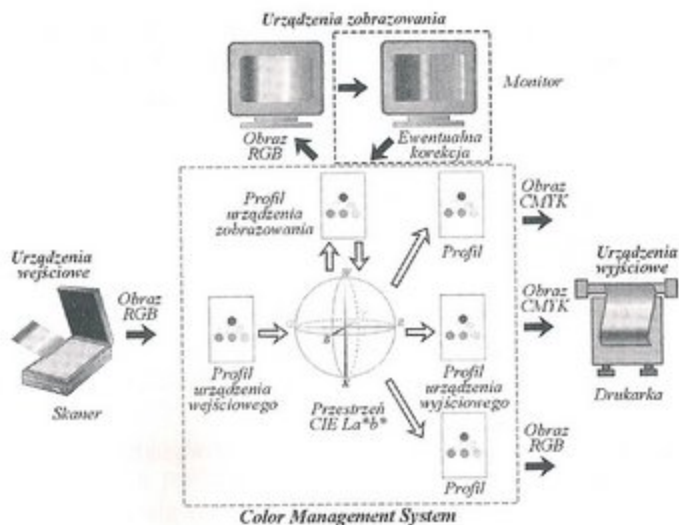 Urządzenia zobrazowania
Monitor
Obraz
RGB
Ewentualna
korekcja
Profil
urządzenia
zobrazowania
Profil
Obraz
CMYK
Urządzenia
wejściowe
Obraz
RGB
Skaner
Profil
urządzenia
wejściowego
Przestrzeń
CIE La*b*
Profil
urządzenia
wyjściowego
Obraz
CMYK
Urządzenia
wyjściowe
Drukarka
Profil
Obraz
RGB
Color Management System